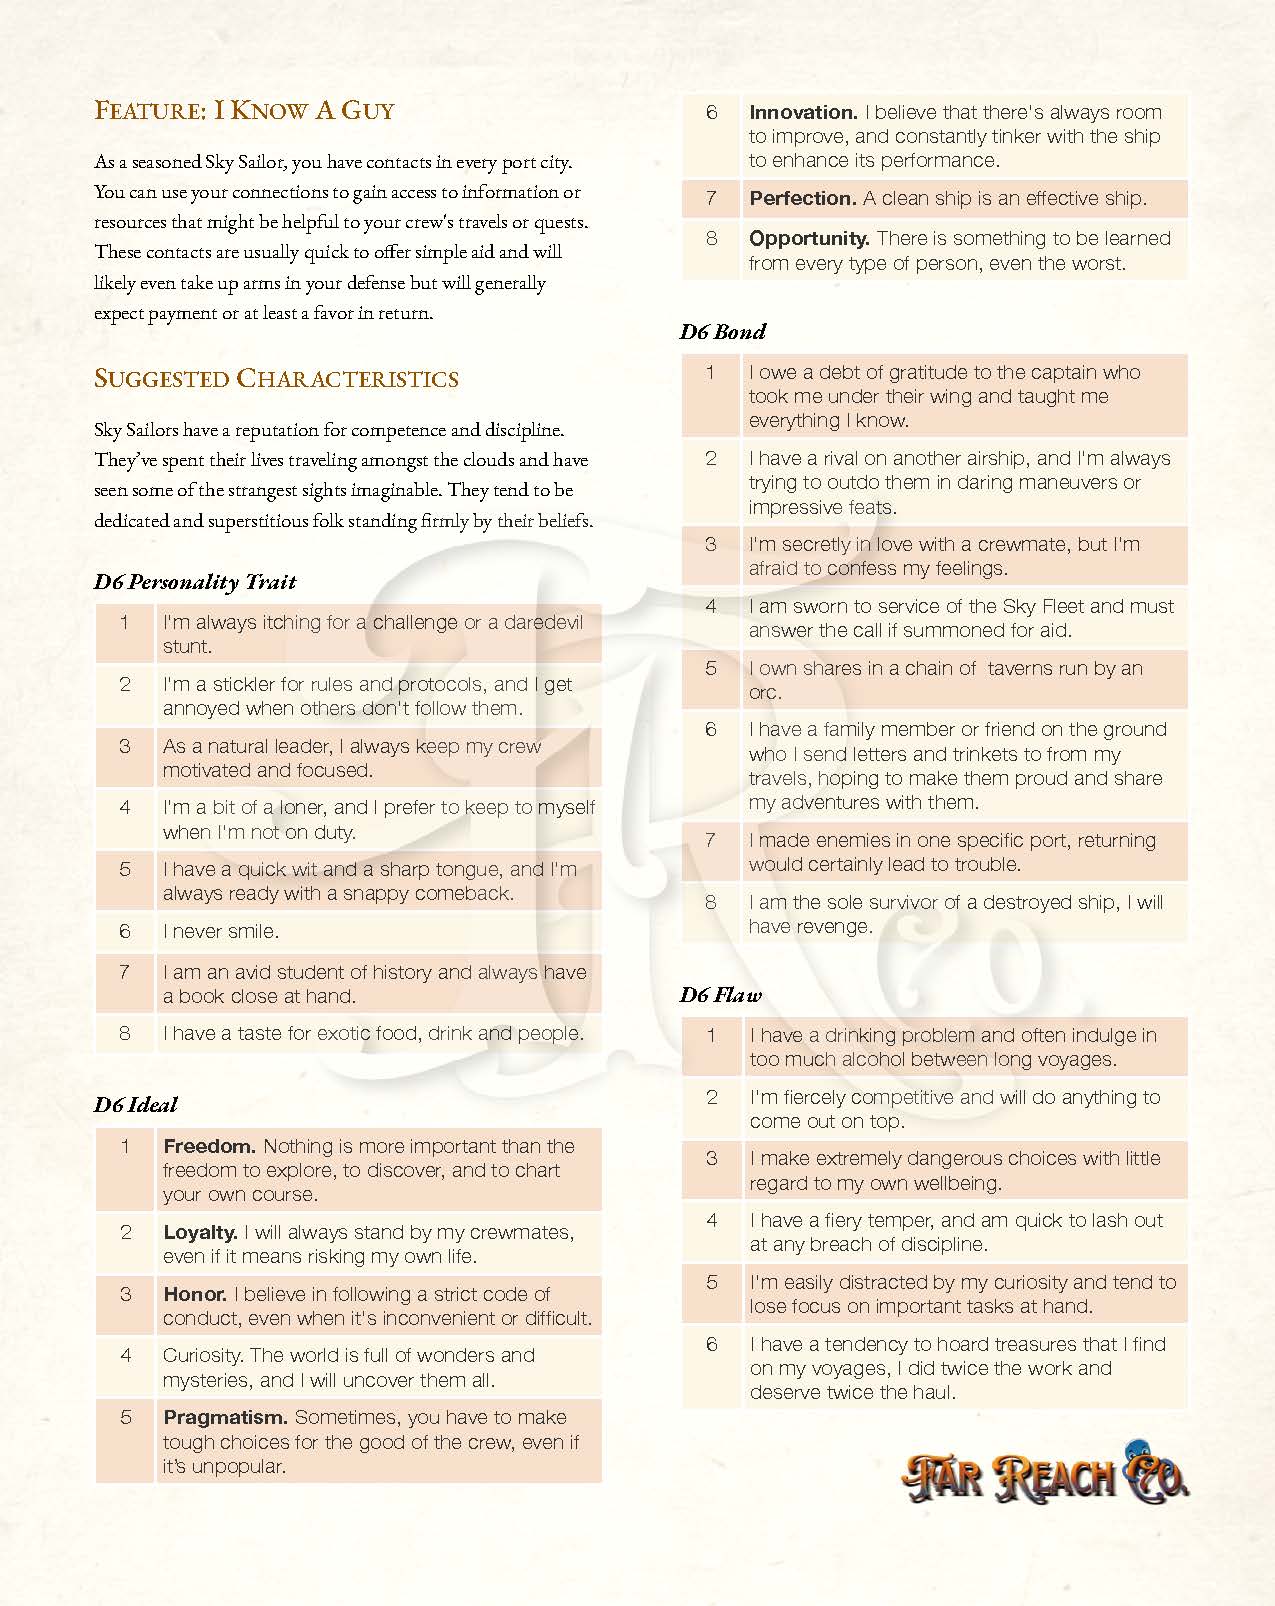 FEATURE: I KNOW A GUY
As a seasoned Sky Sailor, you have contacts in every port city.
You can use your connections to gain access to information or
resources that might be helpful to your crew's travels or quests.
These contacts are usually quick to offer simple aid and will
likely even take up arms in your defense but will generally
expect payment or at least a favor in return.
SUGGESTED CHARACTERISTICS
Sky Sailors have a reputation for competence and discipline.
They’ve spent their lives traveling amongst the clouds and have
seen some of the strangest sights imaginable. They tend to be
dedicated and superstitious folk standing firmly by their beliefs.
D6 Personality Trait
1 I'm always itching for a challenge or a daredevil
stunt.
2 I'm a stickler for rules and protocols, and I get
annoyed when others don't follow them.
3 As a natural leader, I always keep my crew
motivated and focused.
4 I'm a bit of a loner, and I prefer to keep to myself
when I'm not on duty.
5 I have a quick wit and a sharp tongue, and I'm
always ready with a snappy comeback.
6 I never smile.
7 I am an avid student of history and always have
a book close at hand.
8 I have a taste for exotic food, drink and people.
D6 Ideal
1 Freedom. Nothing is more important than the
freedom to explore, to discover, and to chart
your own course.
2 Loyalty. I will always stand by my crewmates,
even if it means risking my own life.
3 Honor. I believe in following a strict code of
conduct, even when it's inconvenient or difficult.
4 Curiosity. The world is full of wonders and
mysteries, and I will uncover them all.
5 Pragmatism. Sometimes, you have to make
tough choices for the good of the crew, even if
it’s unpopular.
6 Innovation. I believe that there's always room
to improve, and constantly tinker with the ship
to enhance its performance.
7 Perfection. A clean ship is an effective ship.
8 Opportunity. There is something to be learned
from every type of person, even the worst.
D6 Bond
1 I owe a debt of gratitude to the captain who
took me under their wing and taught me
everything I know.
2 I have a rival on another airship, and I'm always
trying to outdo them in daring maneuvers or
impressive feats.
3 I'm secretly in love with a crewmate, but I'm
afraid to confess my feelings.
4 I am sworn to service of the Sky Fleet and must
answer the call if summoned for aid.
5 I own shares in a chain of  taverns run by an
orc.
6 I have a family member or friend on the ground
who I send letters and trinkets to from my
travels, hoping to make them proud and share
my adventures with them.
7 I made enemies in one specific port, returning
would certainly lead to trouble.
8 I am the sole survivor of a destroyed ship, I will
have revenge.
D6 Flaw
1 I have a drinking problem and often indulge in
too much alcohol between long voyages.
2 I'm fiercely competitive and will do anything to
come out on top.
3 I make extremely dangerous choices with little
regard to my own wellbeing.
4 I have a fiery temper, and am quick to lash out
at any breach of discipline.
5 I'm easily distracted by my curiosity and tend to
lose focus on important tasks at hand.
6 I have a tendency to hoard treasures that I find
on my voyages, I did twice the work and
deserve twice the haul.
FR Co.
FAR REACH CO.